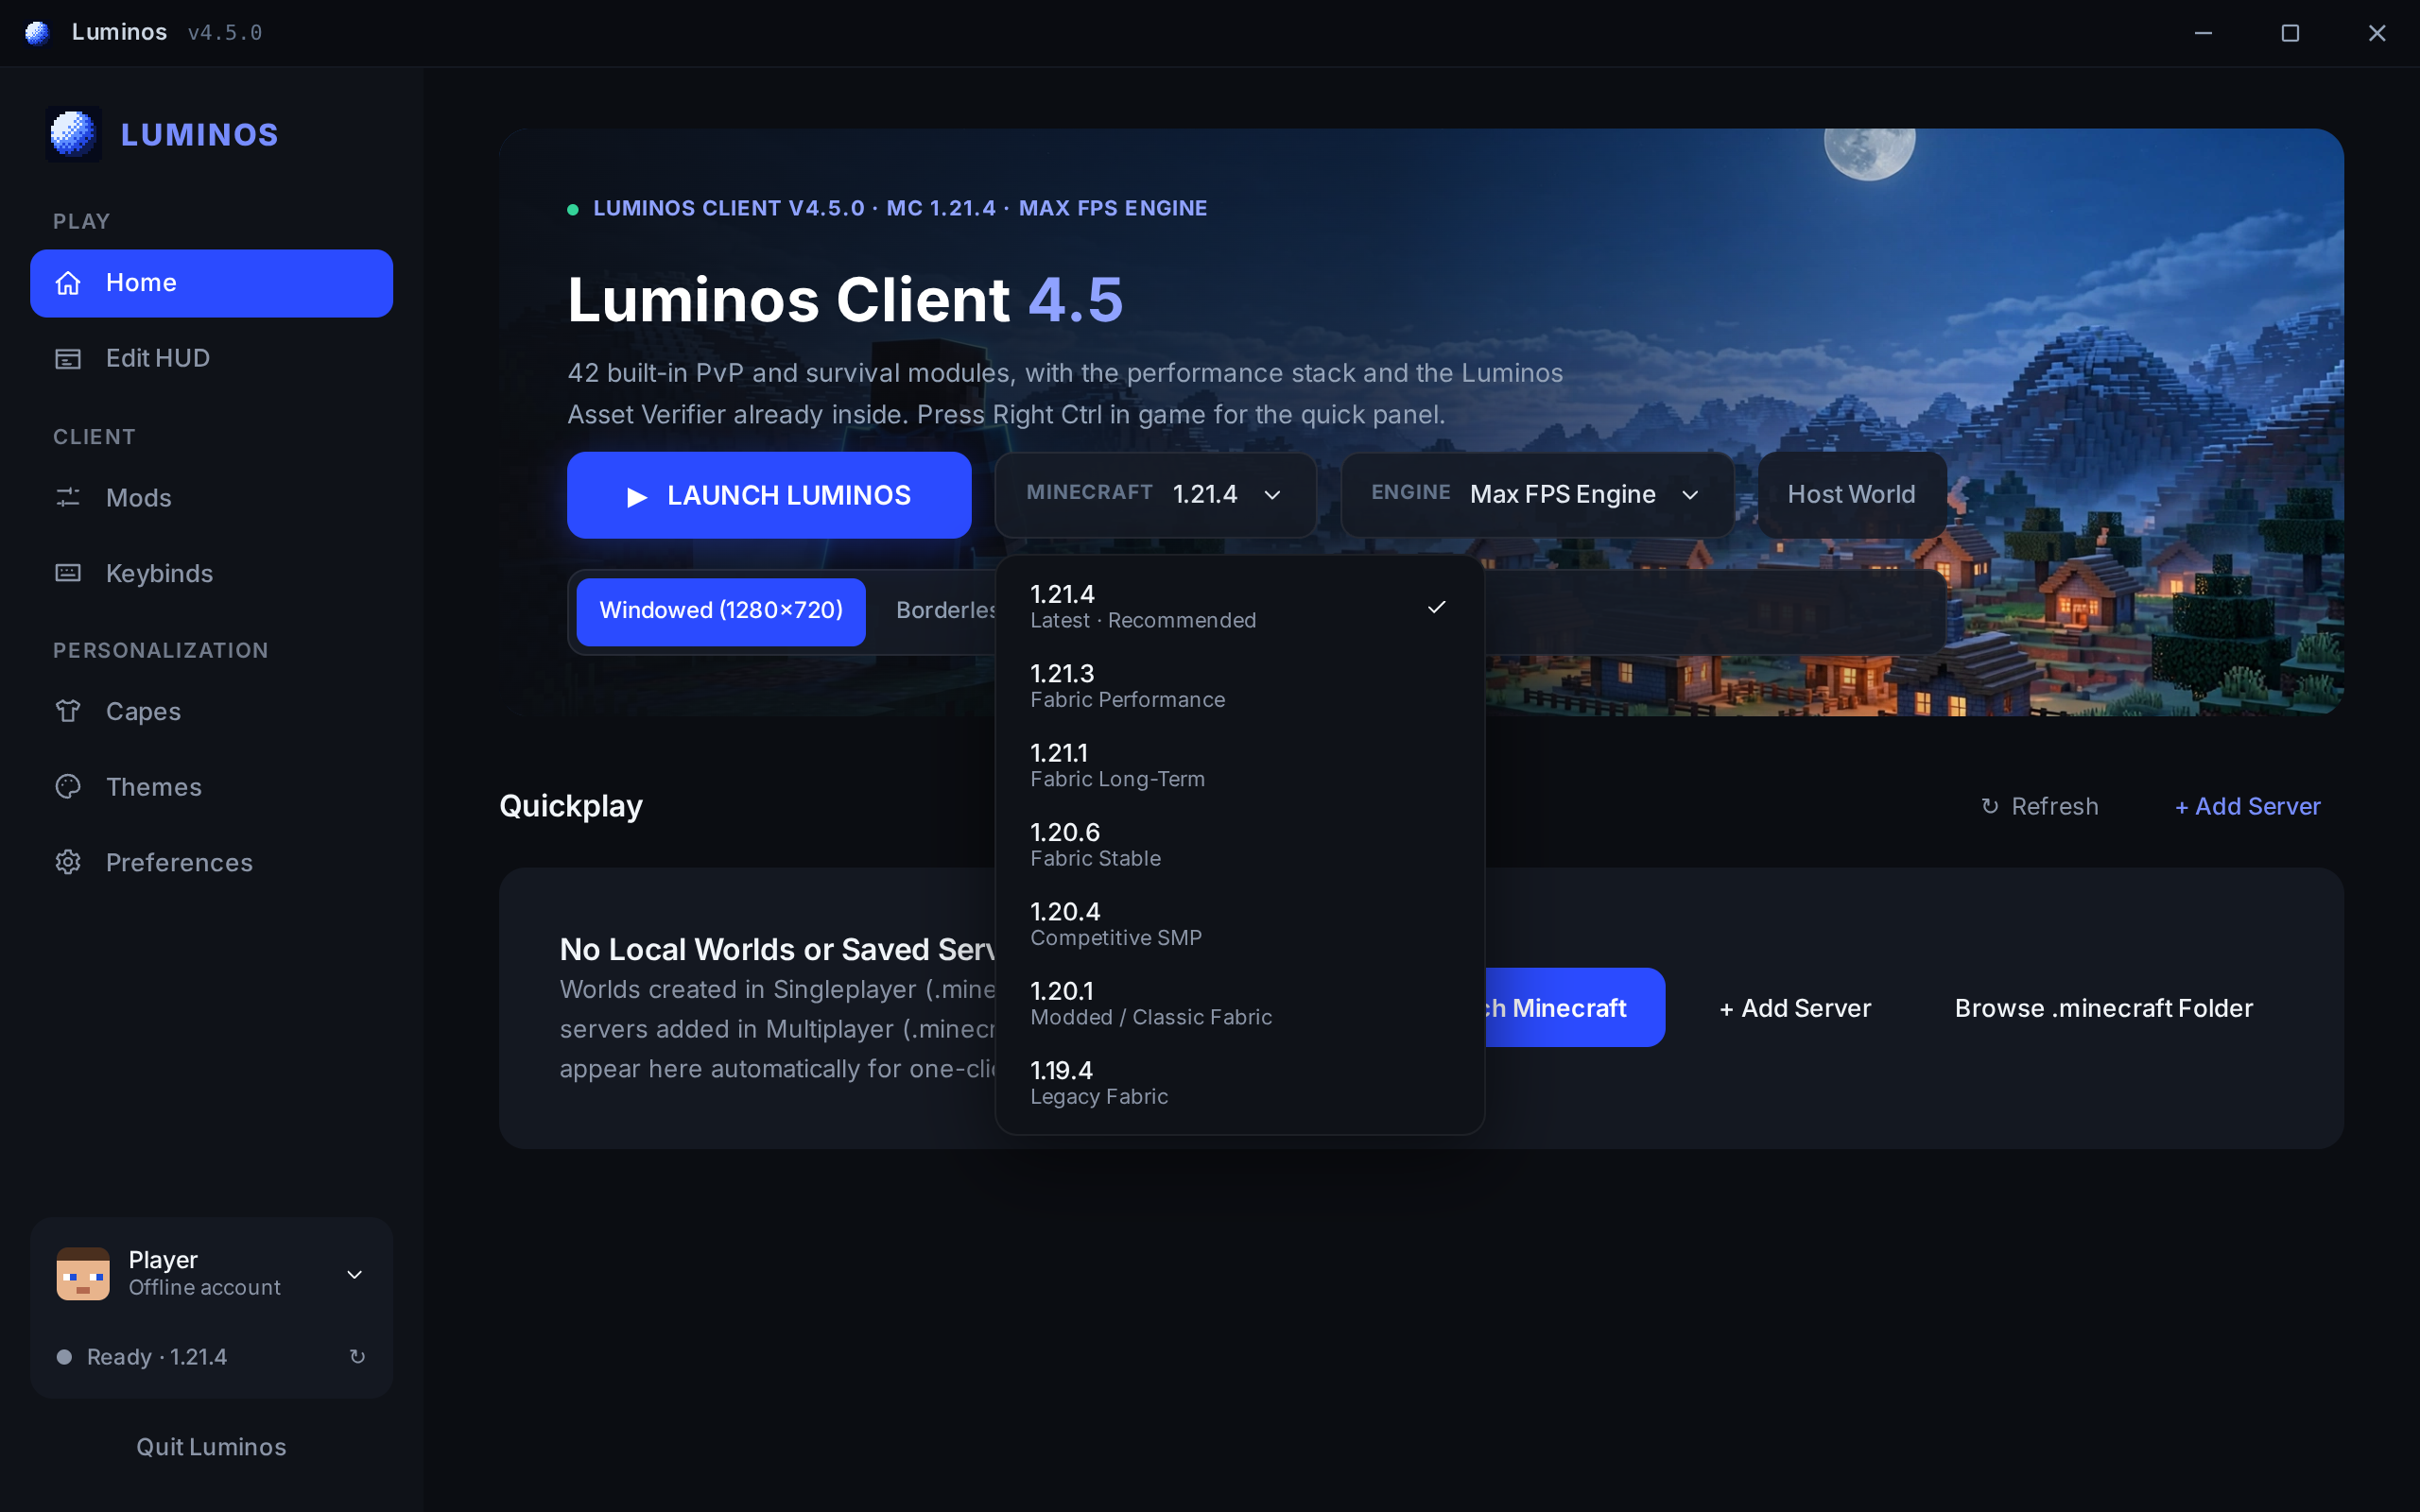 Luminos v4.5.0
LUMINOS
PLAY
Home
Edit HUD
CLIENT
Mods
Keybinds
PERSONALIZATION
Capes
Themes
Preferences
Player
Offline account
Ready · 1.21.4
Quit Luminos
LUMINOS CLIENT V4.5.0 · MC 1.21.4 · MAX FPS ENGINE
Luminos Client 4.5
42 built-in PvP and survival modules, with the performance stack and the Luminos
Asset Verifier already inside. Press Right Ctrl in game for the quick panel.
▶ LAUNCH LUMINOS
MINECRAFT 1.21.4
ENGINE Max FPS Engine
Host World
Windowed (1280×720)
1.21.4
Latest · Recommended
1.21.3
Fabric Performance
1.21.1
Fabric Long-Term
1.20.6
Fabric Stable
1.20.4
Competitive SMP
1.20.1
Modded / Classic Fabric
1.19.4
Legacy Fabric
Quickplay
↻ Refresh
+ Add Server
No Local Worlds or Saved
Worlds created in Singleplayer
servers added in Multiplayer
appear here automatically for
Minecraft
+ Add Server
Browse .minecraft Folder